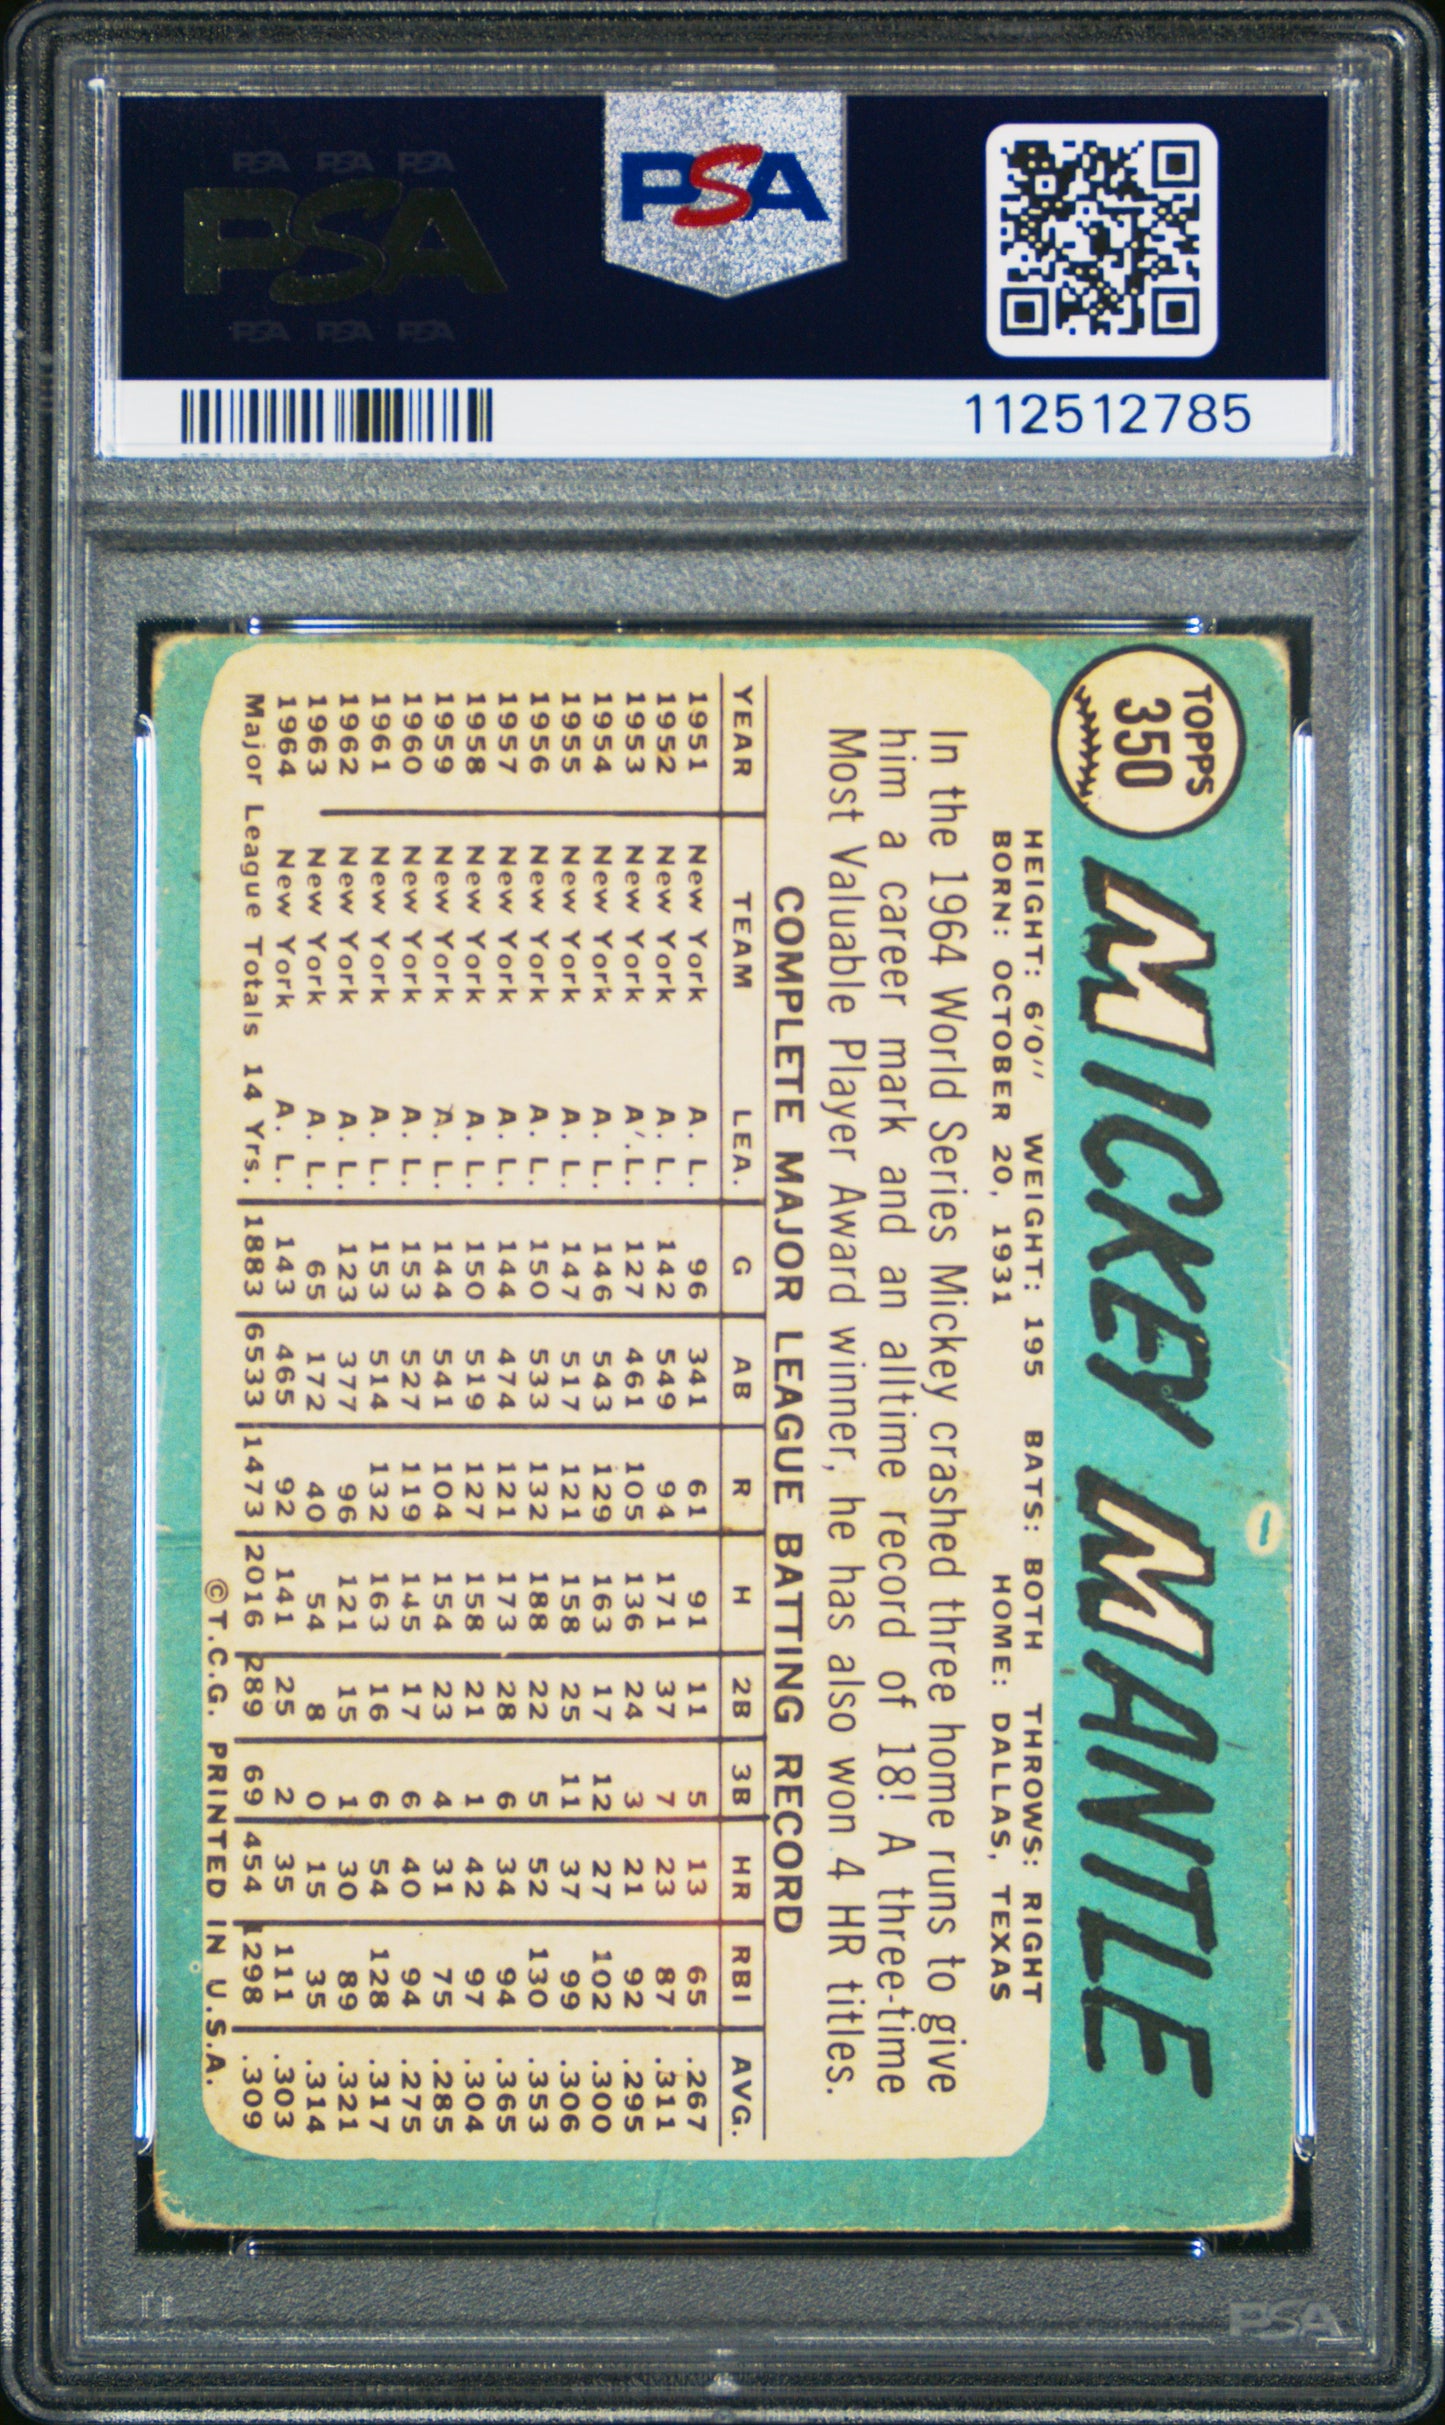 PSA PSA PSA
PSA
PSA PSA PSA
PSA
112512785
TOPPS
350
MICKEY MANTLE
HEIGHT: 6'0'' WEIGHT: 195 BATS: BOTH THROWS: RIGHT
BORN: OCTOBER 20, 1931 HOME: DALLAS, TEXAS
In the 1964 World Series Mickey crashed three home runs to give
him a career mark and an alltime record of 18! A three-time
Most Valuable Player Award winner, he has also won 4 HR titles.
COMPLETE MAJOR LEAGUE BATTING RECORD
YEAR TEAM LEA. G AB R H 2B 3B HR RBI AVG.
1951 New York A. L. 96 341 61 91 11 5 13 65 .267
1952 New York A. L. 142 549 94 171 37 7 23 87 .311
1953 New York A. L. 127 461 105 136 24 3 21 92 .295
1954 New York A. L. 146 543 129 163 17 12 27 102 .300
1955 New York A. L. 147 517 121 158 25 11 37 99 .306
1956 New York A. L. 150 533 132 188 22 5 52 130 .353
1957 New York A. L. 144 474 121 173 28 6 34 94 .365
1958 New York A. L. 150 519 127 158 21 1 42 97 .304
1959 New York A. L. 144 541 104 154 23 4 31 75 .285
1960 New York A. L. 153 527 119 145 17 6 40 94 .275
1961 New York A. L. 153 514 132 163 16 6 54 128 .317
1962 New York A. L. 123 377 96 121 15 1 30 89 .321
1963 New York A. L. 65 172 40 54 8 0 15 35 .314
1964 New York A. L. 143 465 92 141 25 2 35 111 .303
Major League Totals 14 Yrs. 1883 6533 1473 2016 289 69 454 1298 .309
©T.C.G. PRINTED IN U.S.A.
PSA